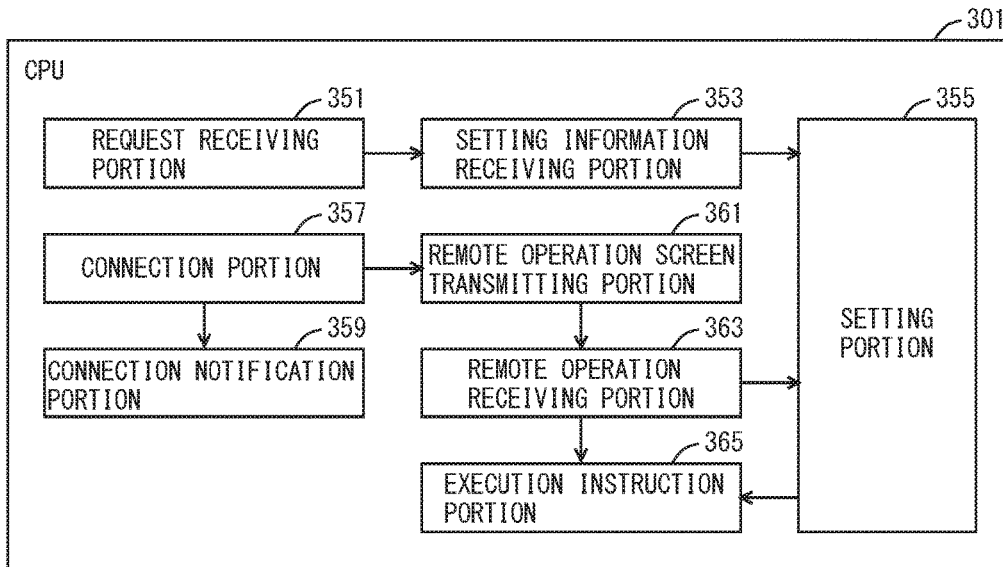 301
CPU
351
REQUEST RECEIVING
PORTION
353
SETTING INFORMATION
RECEIVING PORTION
355
SETTING
PORTION
357
CONNECTION PORTION
361
REMOTE OPERATION SCREEN
TRANSMITTING PORTION
359
CONNECTION NOTIFICATION
PORTION
363
REMOTE OPERATION
RECEIVING PORTION
365
EXECUTION INSTRUCTION
PORTION